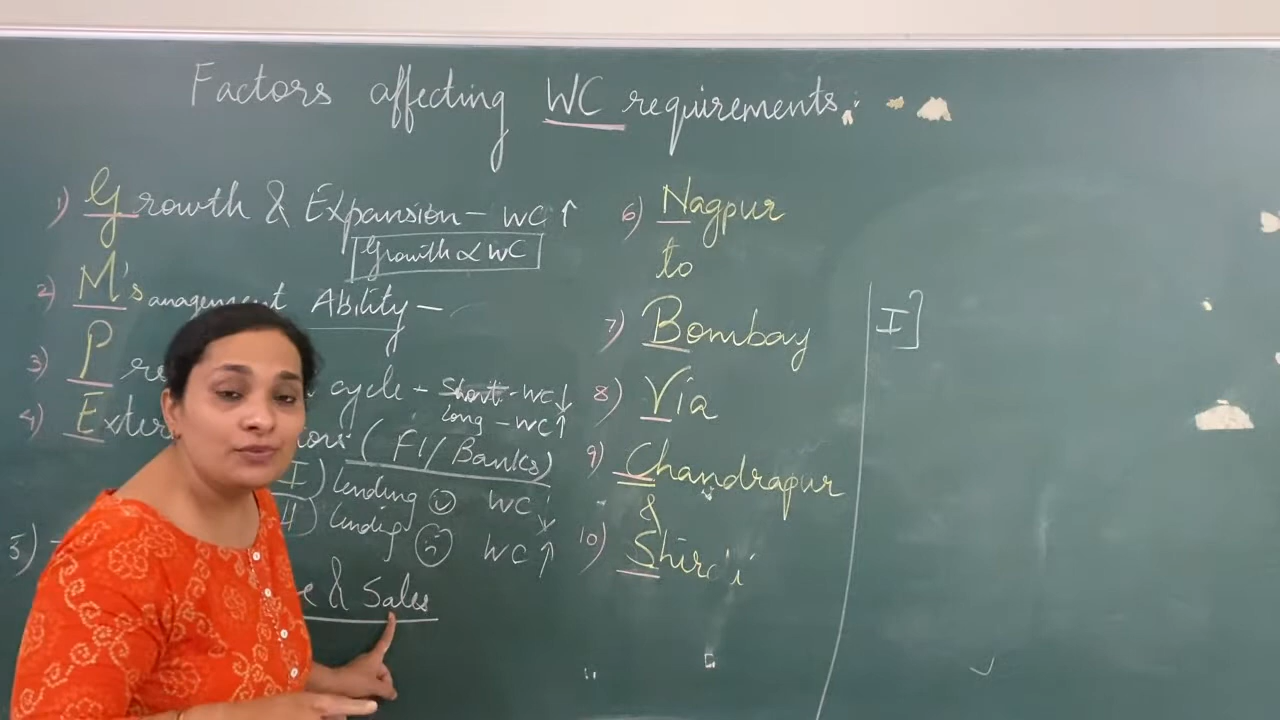 Factors affecting WC requirements.
1) Growth & Expansion - WC ↑
Growth ∝ WC
2) M'sanagement Ability -
3) P cycle - Short - WC ↓
long - WC ↑
4) (FI/Banks)
I) lending ☺ WC ↓
II) lending ☹ WC ↑
5) & Sales
6) Nagpur
to
7) Bombay
8) Via
9) Chandrapur
&
10) Shirdi
I]